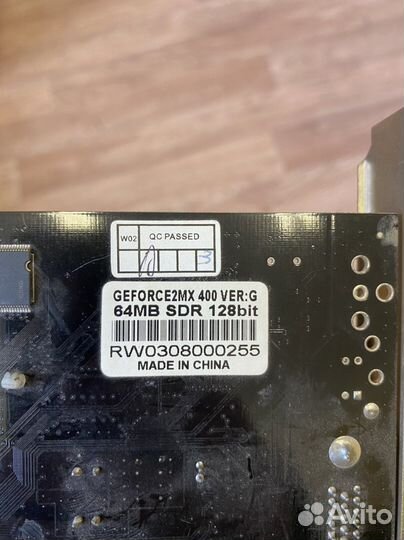 W02 QC PASSED
3
GEFORCE2MX 400 VER:G
64MB SDR 128bit
RW0308000255
MADE IN CHINA
Avito